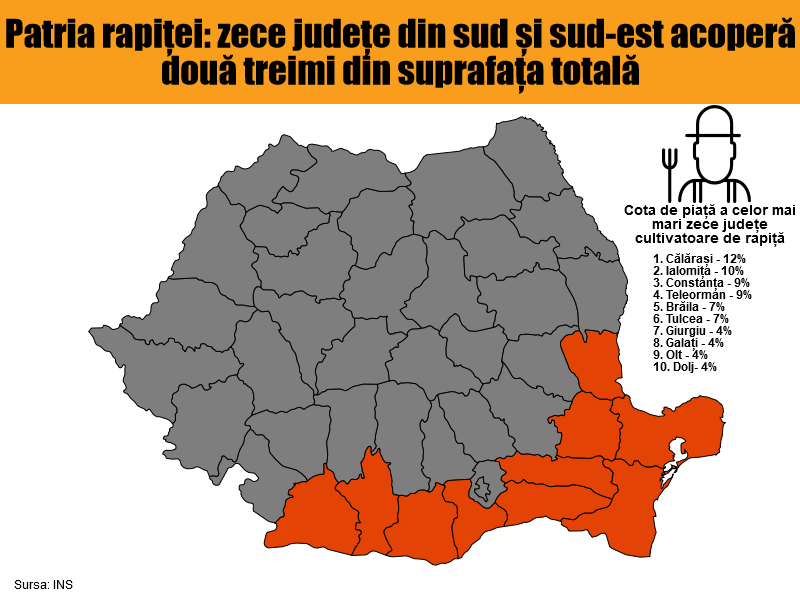 Patria rapiței: zece județe din sud și sud-est acoperă
două treimi din suprafața totală
Cota de piață a celor mai
mari zece județe
cultivatoare de rapiță
1. Călărași - 12%
2. Ialomița - 10%
3. Constanța - 9%
4. Teleorman - 9%
5. Brăila - 7%
6. Tulcea - 7%
7. Giurgiu - 4%
8. Galați - 4%
9. Olt - 4%
10. Dolj- 4%
Sursa: INS